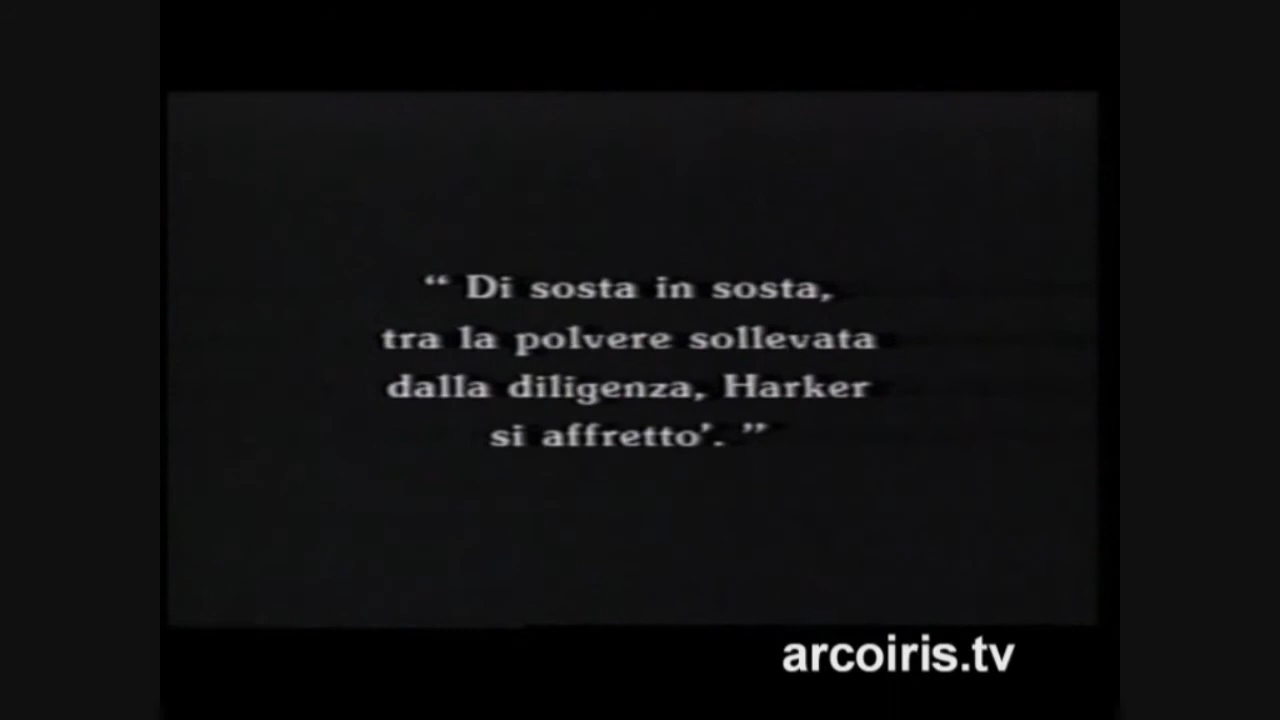 “ Di sosta in sosta,
tra la polvere sollevata
dalla diligenza, Harker
si affretto’. ”
arcoiris.tv